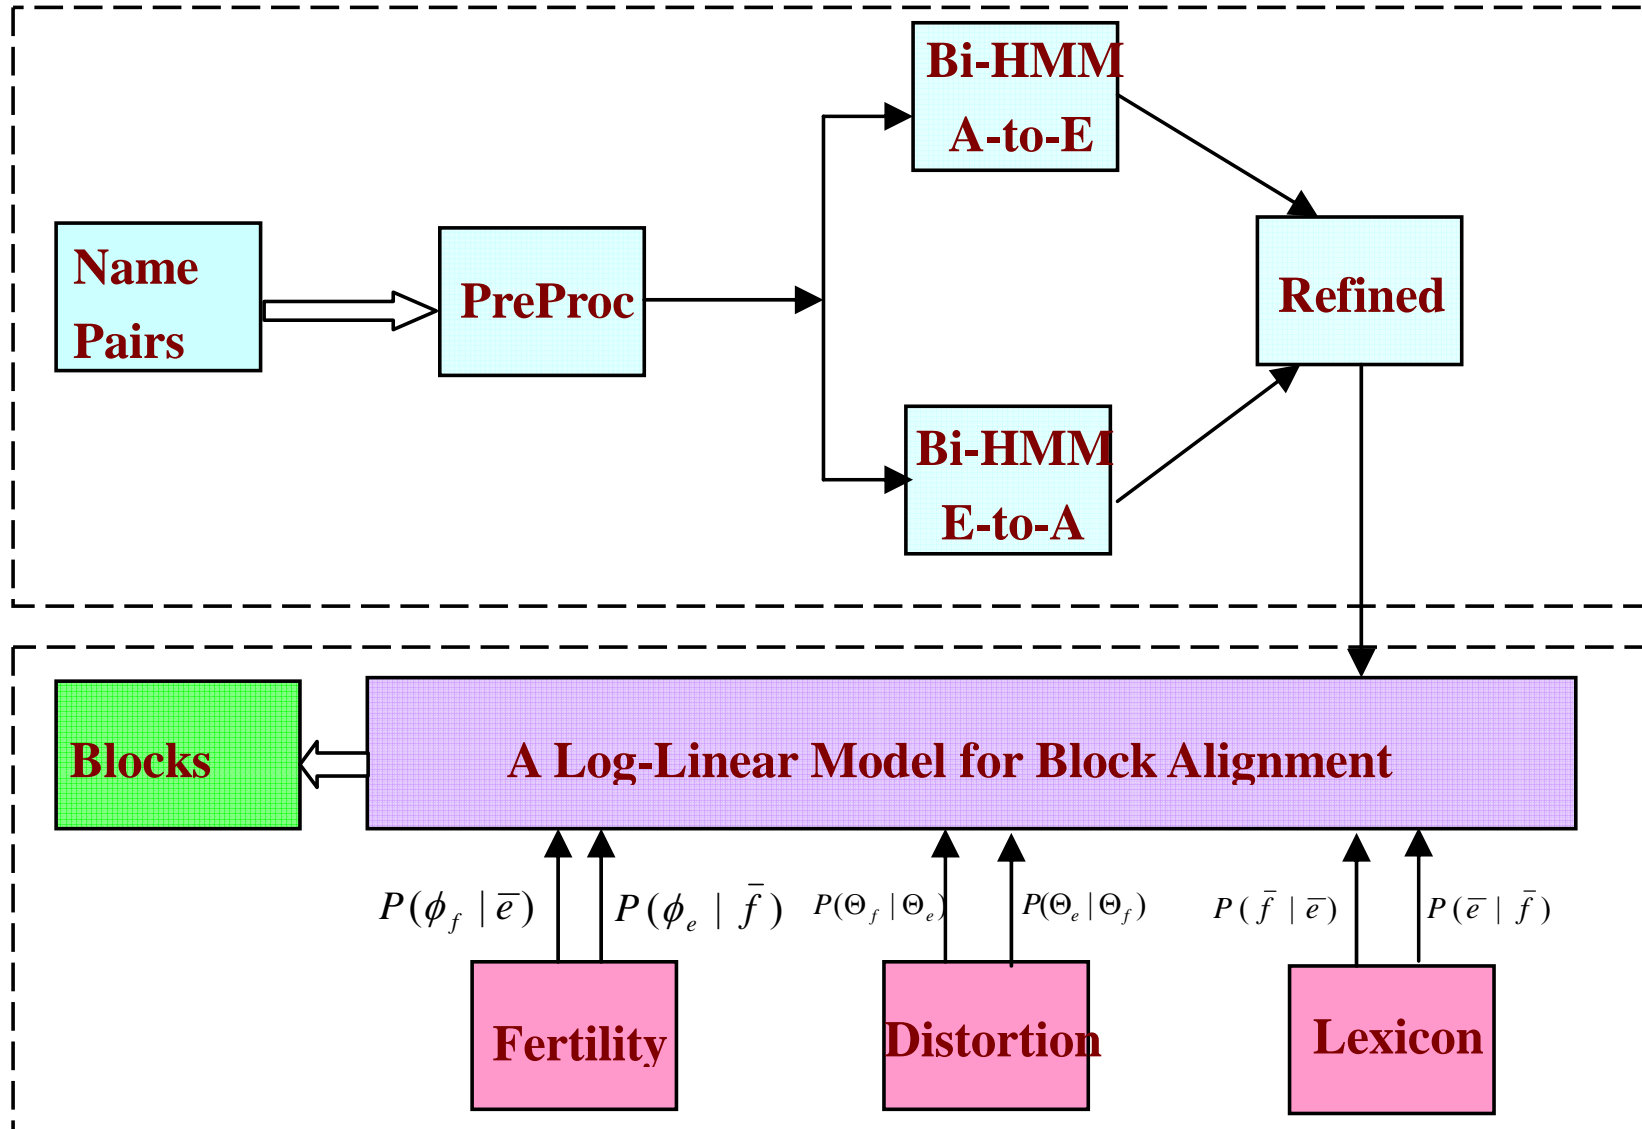 Bi-HMM
A-to-E
Name
Pairs
PreProc
Refined
Bi-HMM
E-to-A
Blocks
A Log-Linear Model for Block Alignment
P(ϕ_f | e̅)
P(ϕ_e | f̅)
P(Θ_f | Θ_e)
P(Θ_e | Θ_f)
P(f̅ | e̅)
P(e̅ | f̅)
Fertility
Distortion
Lexicon